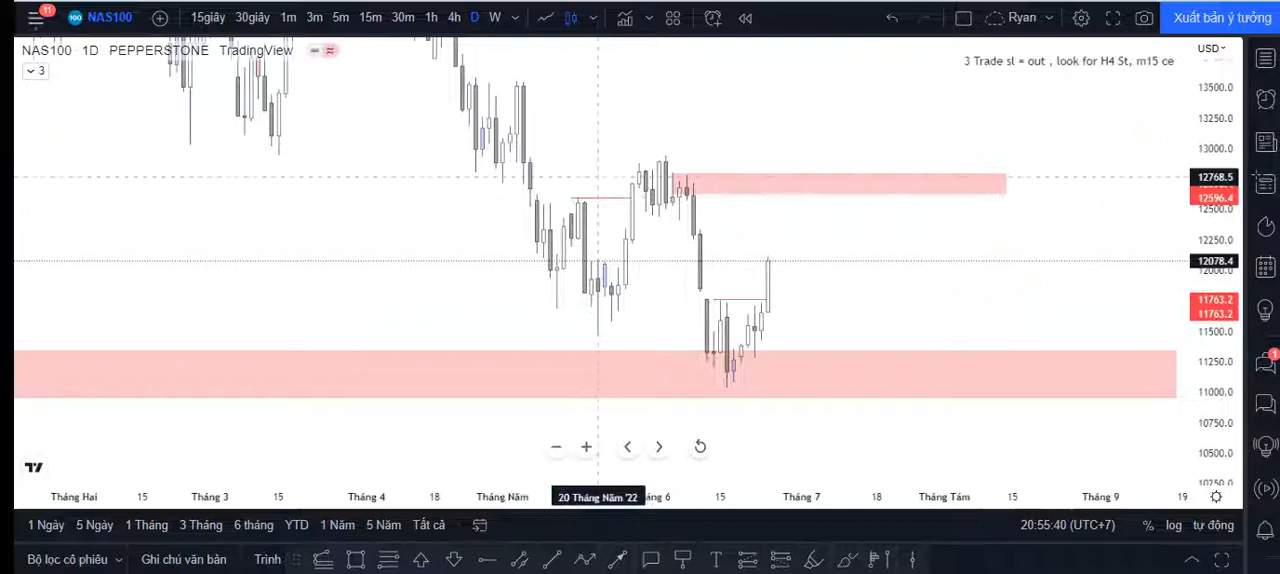 11
100 NAS100 15giây 30giây 1m 3m 5m 15m 30m 1h 4h D W Ryan Xuất bản ý tưởng
NAS100 · 1D PEPPERSTONE TradingView
USD
3
3 Trade sl = out , look for H4 St, m15 ce
13500.0
13250.0
13000.0
12768.5
12596.4
12500.0
12250.0
12078.4
12000.0
11763.2
11763.2
11500.0
11250.0
11000.0
10750.0
10500.0
10250.0
1
Tháng Hai 15 Tháng 3 15 Tháng 4 18 Tháng Năm 20 Tháng Năm '22 15 Tháng 7 18 Tháng Tám 15 Tháng 9 19
1 Ngày 5 Ngày 1 Tháng 3 Tháng 6 tháng YTD 1 Năm 5 Năm Tất cả 20:55:40 (UTC+7) % log tự động
Bộ lọc cổ phiếu Ghi chú văn bản Trình